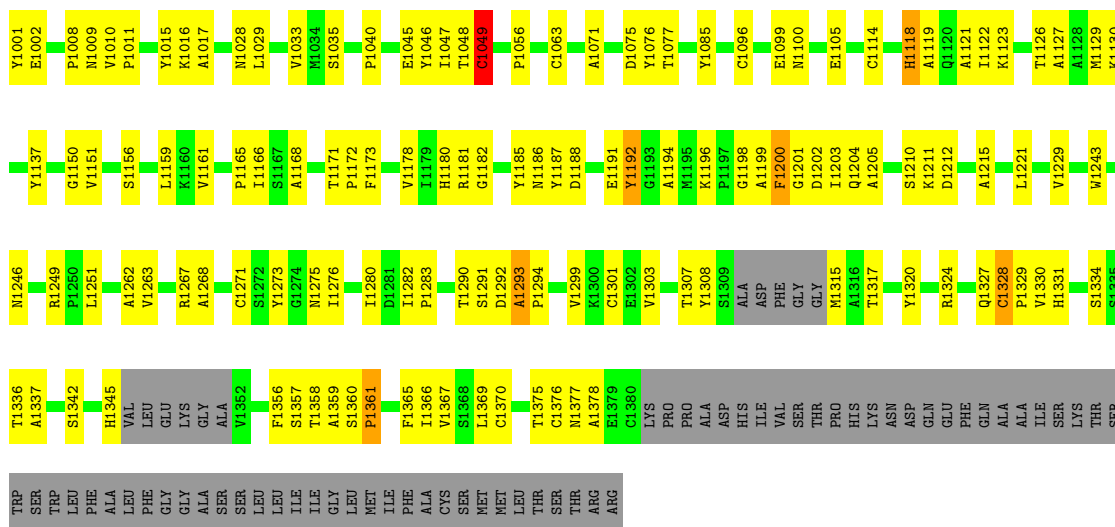 Y1001 E1002 P1008 N1009 V1010 P1011 Y1015 K1016 A1017 N1028 L1029 V1033 M1034 S1035 P1040 E1045 Y1046 I1047 T1048 C1049 P1056 C1063 A1071 D1075 Y1076 T1077 Y1085 C1096 E1099 N1100 E1105 C1114 H1118 A1119 Q1120 A1121 I1122 K1123 T1126 A1127 A1128 M1129 K1130
Y1137 G1150 V1151 S1156 L1159 K1160 V1161 P1165 I1166 S1167 A1168 T1171 P1172 F1173 V1178 I1179 H1180 R1181 G1182 Y1185 N1186 Y1187 D1188 E1191 Y1192 G1193 A1194 M1195 K1196 P1197 G1198 A1199 F1200 G1201 D1202 I1203 Q1204 A1205 S1210 K1211 D1212 A1215 L1221 V1229 W1243
N1246 R1249 P1250 L1251 A1262 V1263 R1267 A1268 C1271 S1272 Y1273 G1274 N1275 I1276 I1280 D1281 I1282 P1283 T1290 S1291 D1292 A1293 P1294 V1299 K1300 C1301 E1302 V1303 T1307 Y1308 S1309 ALA ASP PHE GLY GLY M1315 A1316 T1317 Y1320 R1324 Q1327 C1328 P1329 V1330 H1331 S1334 S1335
T1336 A1337 S1342 H1345 VAL LEU GLU LYS GLY ALA V1352 F1356 S1357 T1358 A1359 S1360 P1361 F1365 I1366 V1367 S1368 L1369 C1370 T1375 C1376 N1377 A1378 E1379 C1380 LYS PRO PRO ALA ASP HIS ILE VAL SER THR PRO HIS LYS ASN ASP GLN GLU PHE GLN ALA ALA ILE SER LYS THR SER
TRP SER TRP LEU PHE ALA LEU PHE GLY GLY ALA SER SER LEU LEU ILE ILE GLY LEU MET ILE PHE ALA CYS SER MET MET LEU THR SER THR ARG ARG